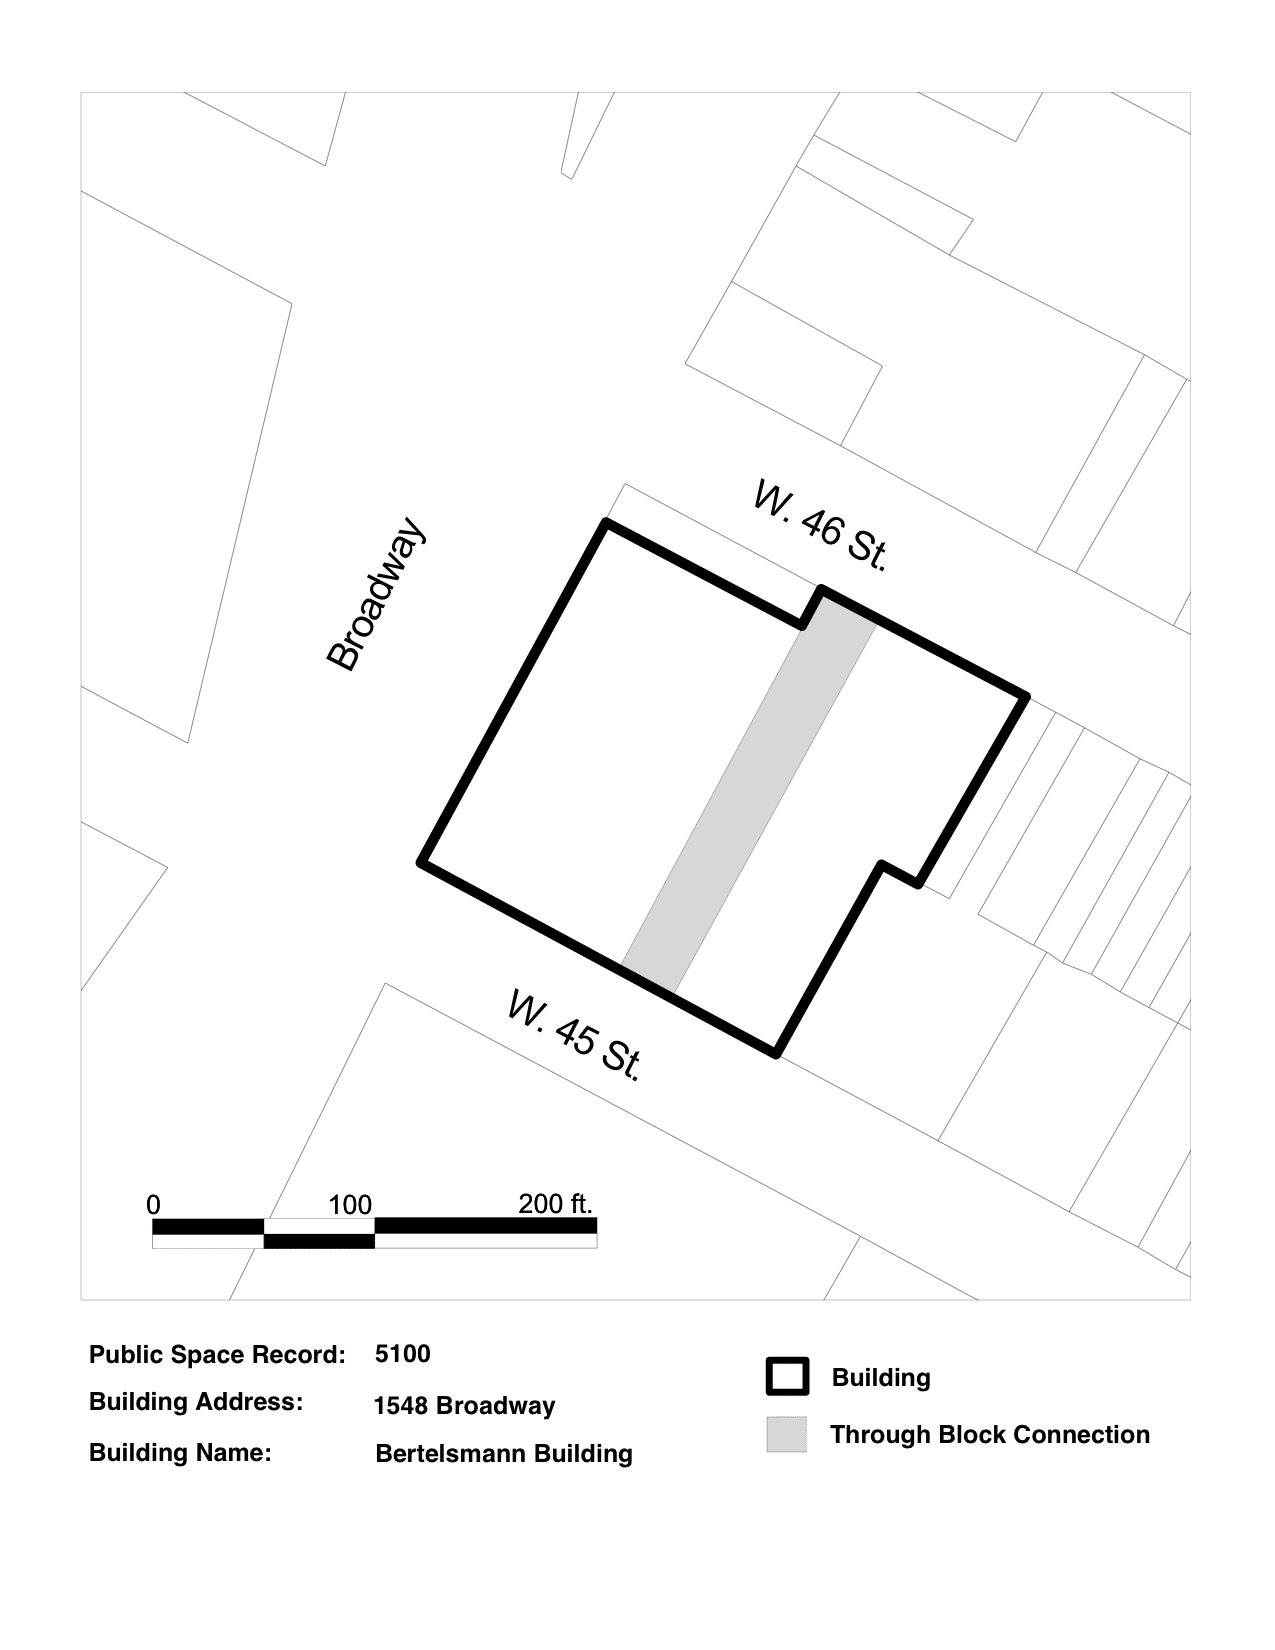 W. 46 St.
Broadway
W. 45 St.
0 100 200 ft.
Public Space Record: 5100
Building Address: 1548 Broadway
Building Name: Bertelsmann Building
Building
Through Block Connection